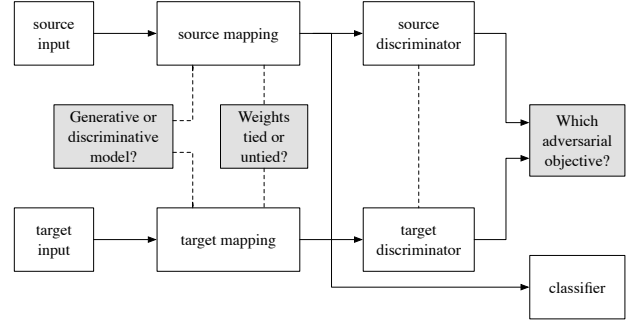 source
input
source mapping
source
discriminator
Generative or
discriminative
model?
Weights
tied or
untied?
Which
adversarial
objective?
target
input
target mapping
target
discriminator
classifier